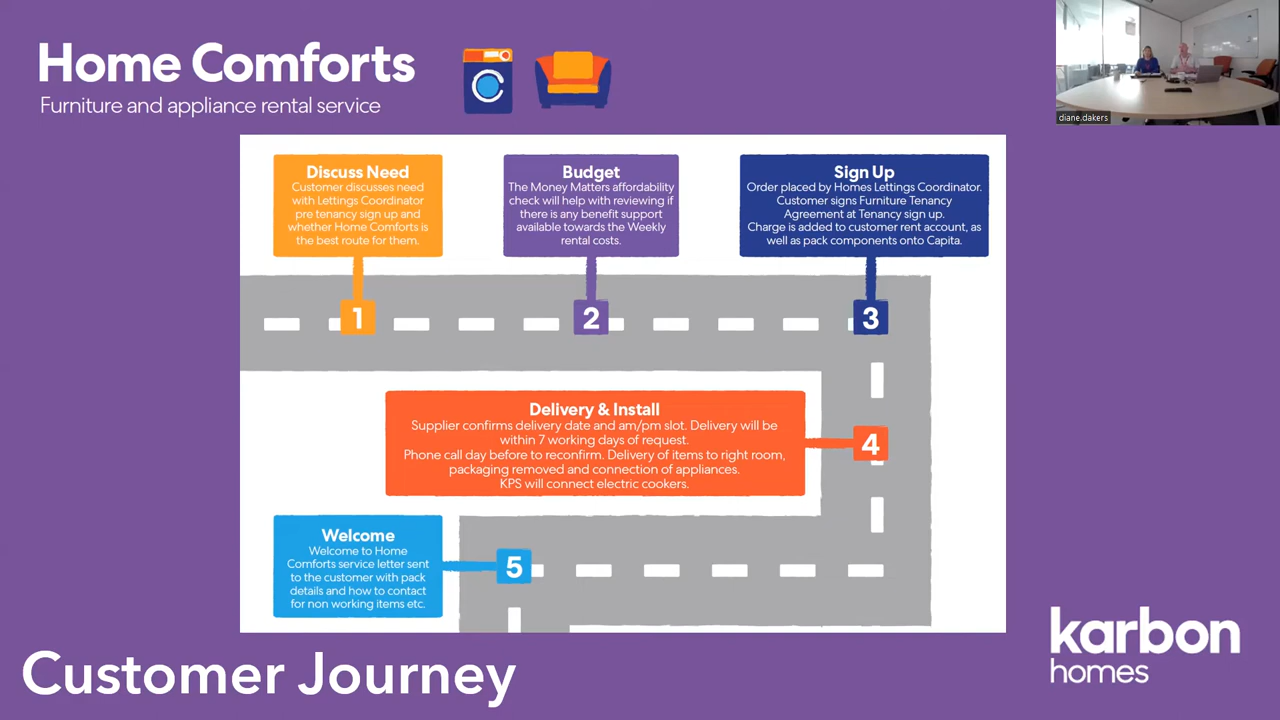 Home Comforts
Furniture and appliance rental service
diane.dakers
Discuss Need
Customer discusses need
with Lettings Coordinator
pre tenancy sign up and
whether Home Comforts is
the best route for them.
Budget
The Money Matters affordability
check will help with reviewing if
there is any benefit support
available towards the Weekly
rental costs.
Sign Up
Order placed by Homes Lettings Coordinator.
Customer signs Furniture Tenancy
Agreement at Tenancy sign up.
Charge is added to customer rent account, as
well as pack components onto Capita.
1
2
3
Delivery & Install
Supplier confirms delivery date and am/pm slot. Delivery will be
within 7 working days of request.
Phone call day before to reconfirm. Delivery of items to right room,
packaging removed and connection of appliances.
KPS will connect electric cookers.
4
Welcome
Welcome to Home
Comforts service letter sent
to the customer with pack
details and how to contact
for non working items etc.
5
Customer Journey
karbon
homes